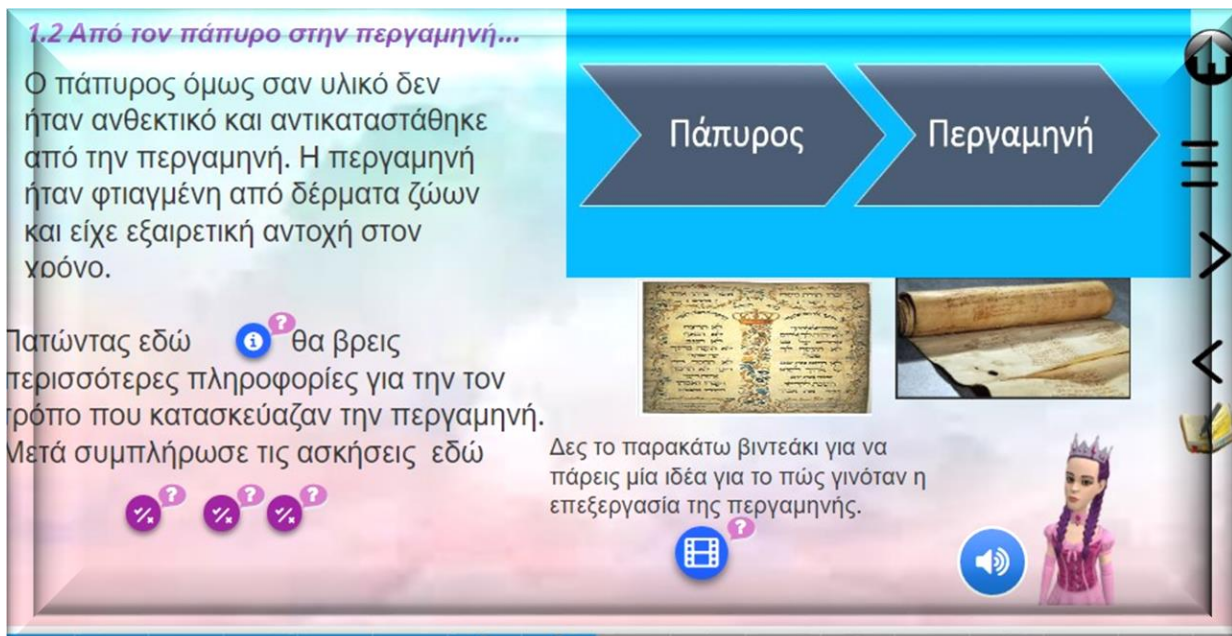 1.2 Από τον πάπυρο στην περγαμηνή...
Ο πάπυρος όμως σαν υλικό δεν
ήταν ανθεκτικό και αντικαταστάθηκε
από την περγαμηνή. Η περγαμηνή
ήταν φτιαγμένη από δέρματα ζώων
και είχε εξαιρετική αντοχή στον
χρόνο.
Πατώντας εδώ θα βρεις
περισσότερες πληροφορίες για την τον
τρόπο που κατασκεύαζαν την περγαμηνή.
Μετά συμπλήρωσε τις ασκήσεις εδώ
Πάπυρος
Περγαμηνή
Δες το παρακάτω βιντεάκι για να
πάρεις μία ιδέα για το πώς γινόταν η
επεξεργασία της περγαμηνής.